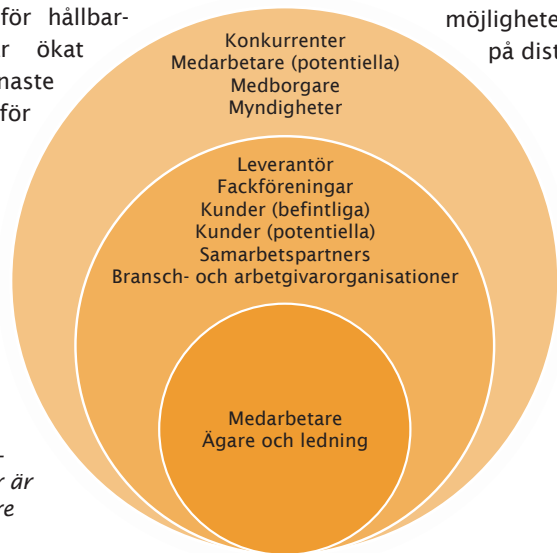 för hållbar-
r ökat
naste
för
möjlighete
på dist
Konkurrenter
Medarbetare (potentiella)
Medborgare
Myndigheter
Leverantör
Fackföreningar
Kunder (befintliga)
Kunder (potentiella)
Samarbetspartners
Bransch- och arbetgivarorganisationer
Medarbetare
Ägare och ledning
-
r är
re